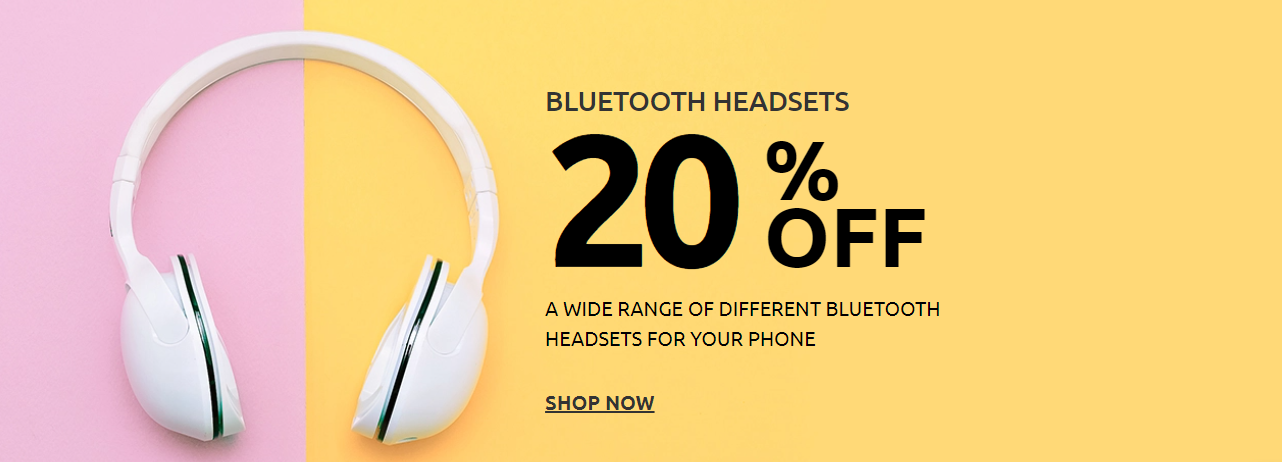 BLUETOOTH HEADSETS
20 % OFF
A WIDE RANGE OF DIFFERENT BLUETOOTH
HEADSETS FOR YOUR PHONE
SHOP NOW